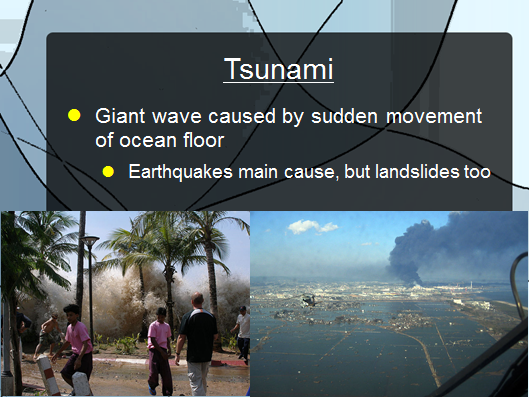 Tsunami
Giant wave caused by sudden movement
of ocean floor
Earthquakes main cause, but landslides too